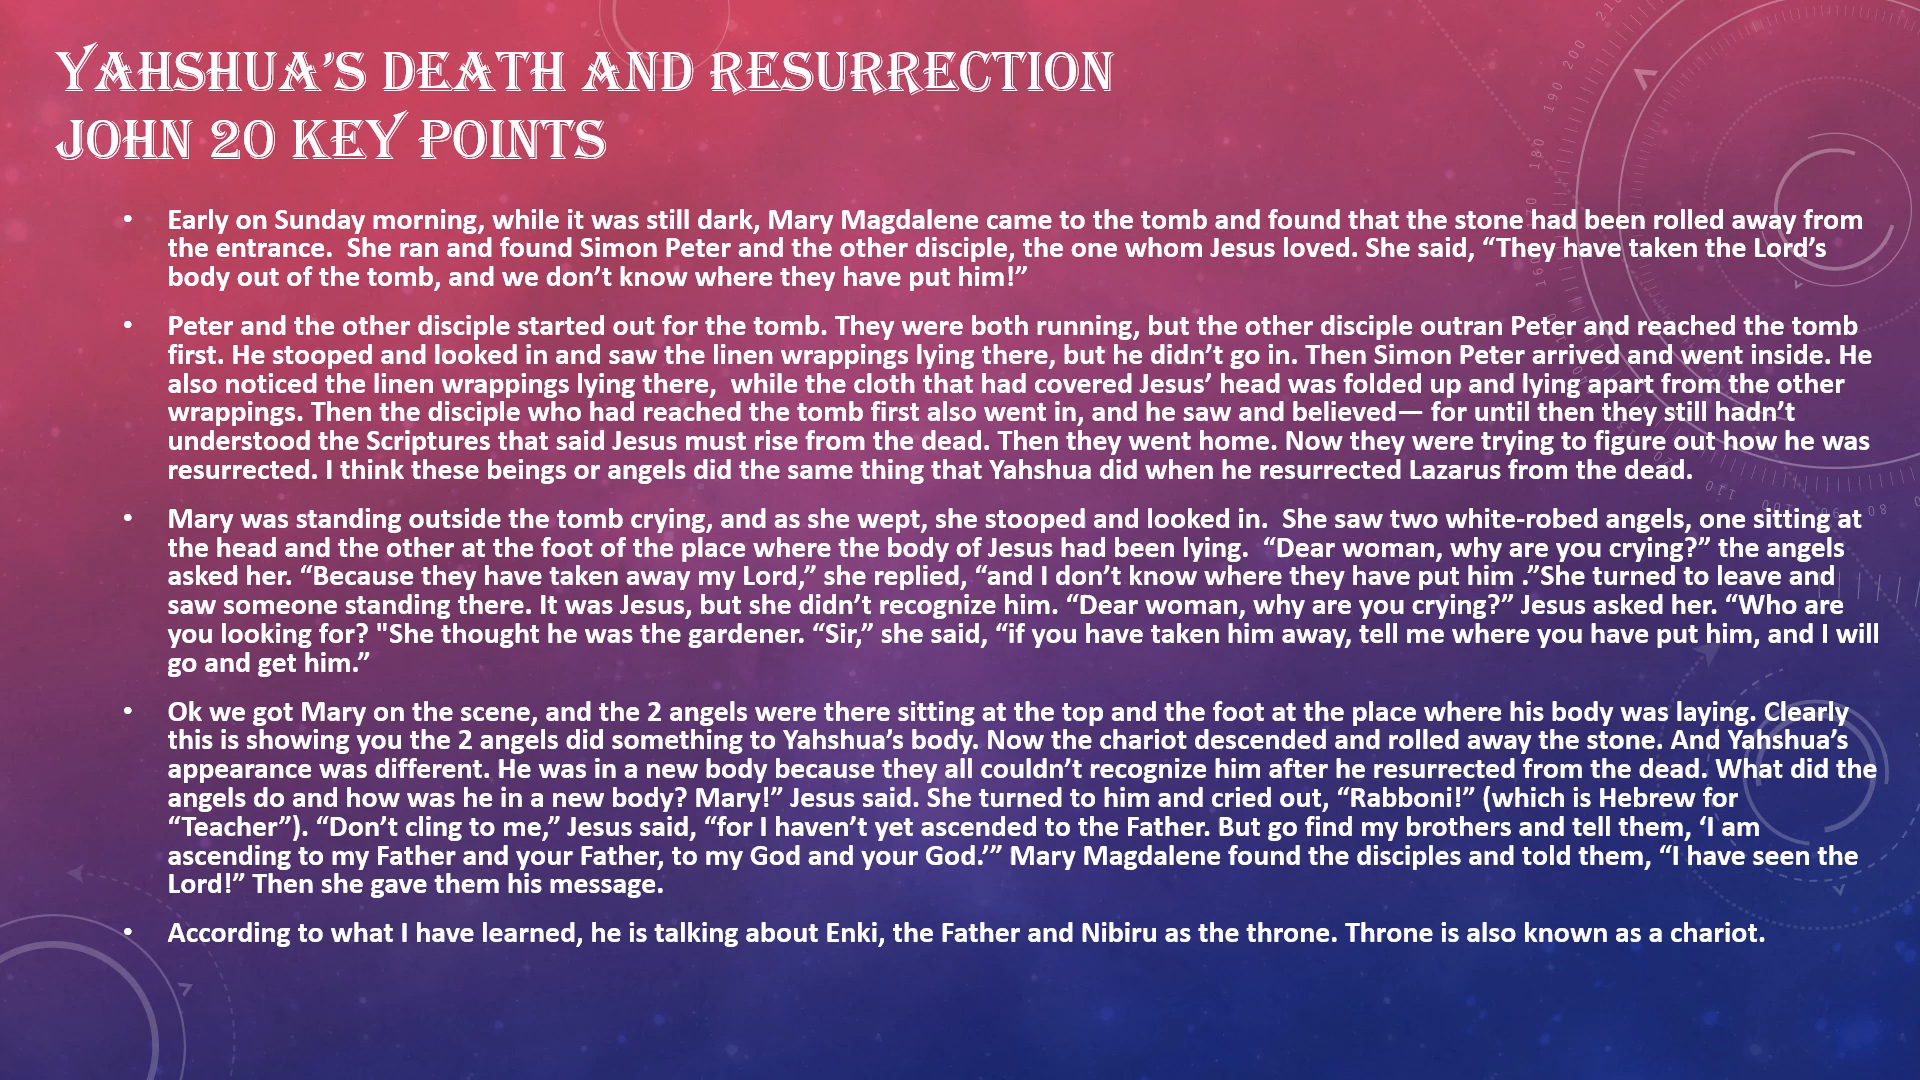 YAHSHUA’S DEATH AND RESURRECTION
JOHN 20 KEY POINTS
• Early on Sunday morning, while it was still dark, Mary Magdalene came to the tomb and found that the stone had been rolled away from
the entrance.  She ran and found Simon Peter and the other disciple, the one whom Jesus loved. She said, “They have taken the Lord’s
body out of the tomb, and we don’t know where they have put him!”
• Peter and the other disciple started out for the tomb. They were both running, but the other disciple outran Peter and reached the tomb
first. He stooped and looked in and saw the linen wrappings lying there, but he didn’t go in. Then Simon Peter arrived and went inside. He
also noticed the linen wrappings lying there,  while the cloth that had covered Jesus’ head was folded up and lying apart from the other
wrappings. Then the disciple who had reached the tomb first also went in, and he saw and believed— for until then they still hadn’t
understood the Scriptures that said Jesus must rise from the dead. Then they went home. Now they were trying to figure out how he was
resurrected. I think these beings or angels did the same thing that Yahshua did when he resurrected Lazarus from the dead.
• Mary was standing outside the tomb crying, and as she wept, she stooped and looked in.  She saw two white-robed angels, one sitting at
the head and the other at the foot of the place where the body of Jesus had been lying.  “Dear woman, why are you crying?” the angels
asked her. “Because they have taken away my Lord,” she replied, “and I don’t know where they have put him .”She turned to leave and
saw someone standing there. It was Jesus, but she didn’t recognize him. “Dear woman, why are you crying?” Jesus asked her. “Who are
you looking for? "She thought he was the gardener. “Sir,” she said, “if you have taken him away, tell me where you have put him, and I will
go and get him.”
• Ok we got Mary on the scene, and the 2 angels were there sitting at the top and the foot at the place where his body was laying. Clearly
this is showing you the 2 angels did something to Yahshua’s body. Now the chariot descended and rolled away the stone. And Yahshua’s
appearance was different. He was in a new body because they all couldn’t recognize him after he resurrected from the dead. What did the
angels do and how was he in a new body? Mary!” Jesus said. She turned to him and cried out, “Rabboni!” (which is Hebrew for
“Teacher”). “Don’t cling to me,” Jesus said, “for I haven’t yet ascended to the Father. But go find my brothers and tell them, ‘I am
ascending to my Father and your Father, to my God and your God.’” Mary Magdalene found the disciples and told them, “I have seen the
Lord!” Then she gave them his message.
• According to what I have learned, he is talking about Enki, the Father and Nibiru as the throne. Throne is also known as a chariot.
210
200
190
180
160
110
100
90
80